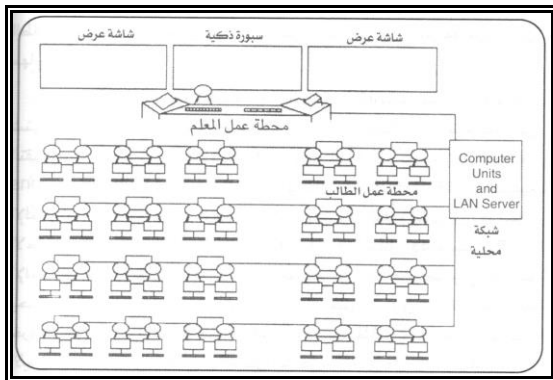 شاشة عرض
سبورة ذكية
شاشة عرض
محطة عمل المعلم
محطة عمل الطالب
Computer
Units
and
LAN Server
شبكة
محلية